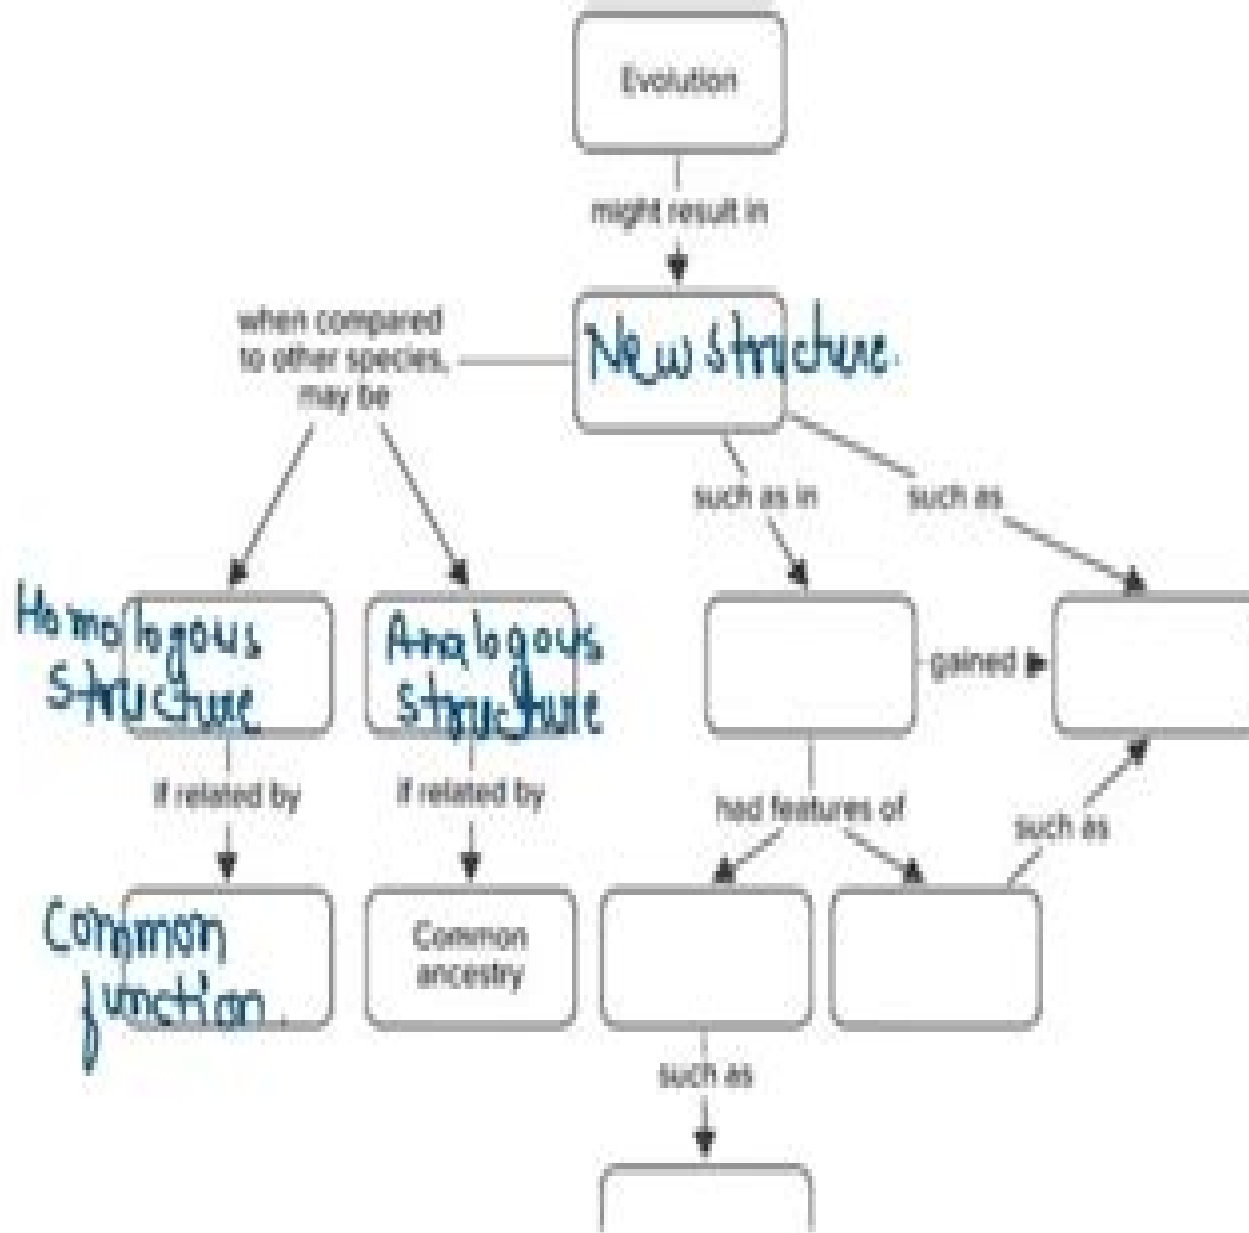 Evolution
might result in
when compared
to other species,
may be
New structure.
such as in
such as
Homologous
structure
Analogous
structure
gained
if related by
if related by
had features of
such as
Common
function.
Common
ancestry
such as